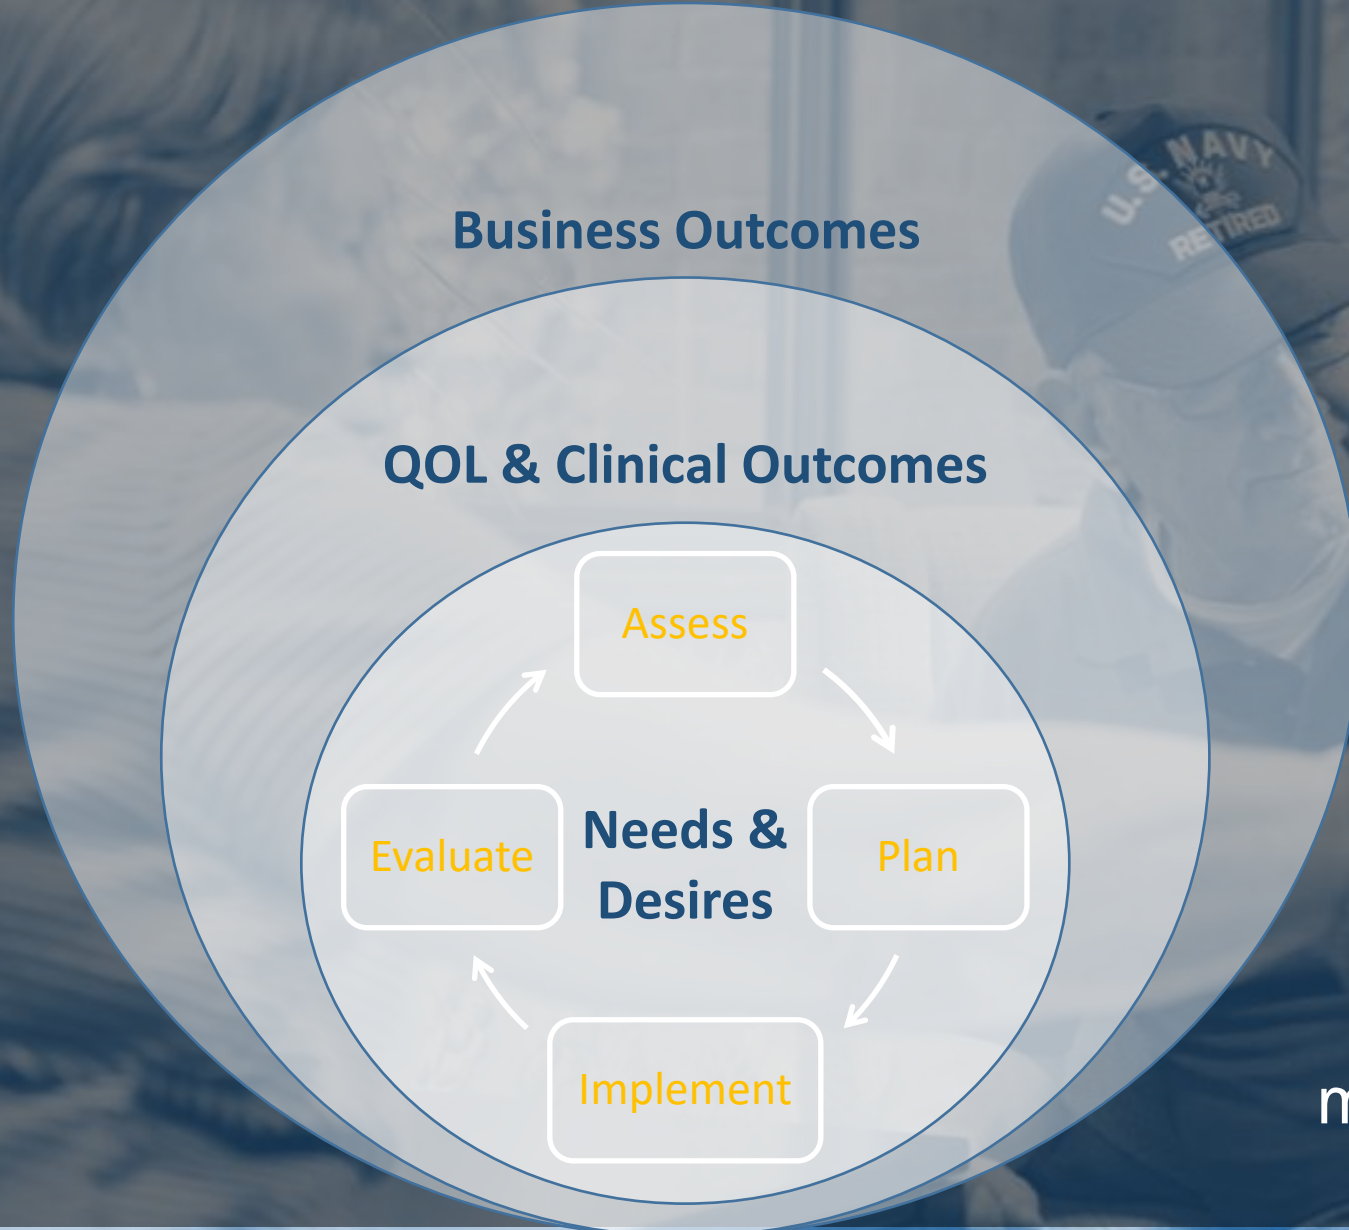 U.S. NAVY
RETIRED
Business Outcomes
QOL & Clinical Outcomes
Assess
Evaluate
Needs &
Desires
Plan
Implement
m